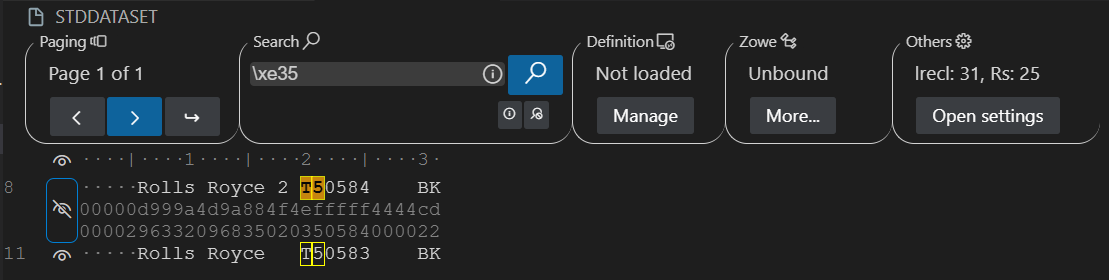 STDDATASET
Paging
Search
Definition
Zowe
Others
Page 1 of 1
\xe35
Not loaded
Unbound
lrecl: 31, Rs: 25
Manage
More...
Open settings
····|····1····|····2····|····3·
8 ·····Rolls Royce 2 T50584    BK
00000d999a4d9a884f4efffff4444cd
0000296332096835020350584000022
11 ·····Rolls Royce   T50583    BK